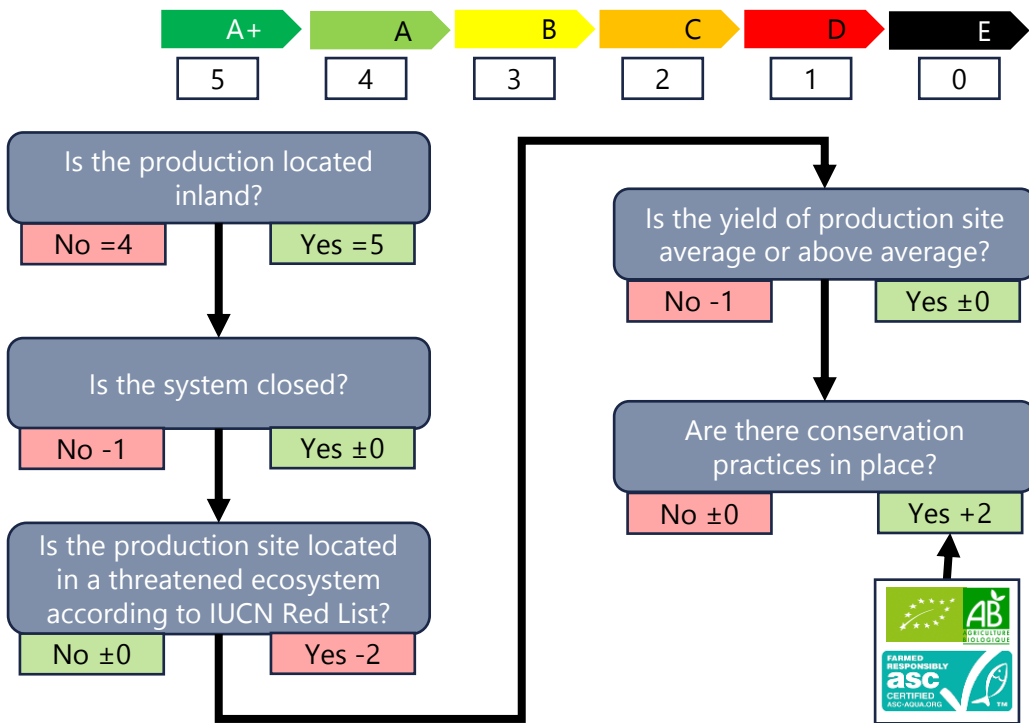 A+
A
B
C
D
E
5
4
3
2
1
0
Is the production located
inland?
No =4
Yes =5
Is the system closed?
No -1
Yes ±0
Is the production site located
in a threatened ecosystem
according to IUCN Red List?
No ±0
Yes -2
Is the yield of production site
average or above average?
No -1
Yes ±0
Are there conservation
practices in place?
No ±0
Yes +2
AB
AGRICULTURE
BIOLOGIQUE
FARMED
RESPONSIBLY
asc
CERTIFIED
ASC-AQUA.ORG
TM